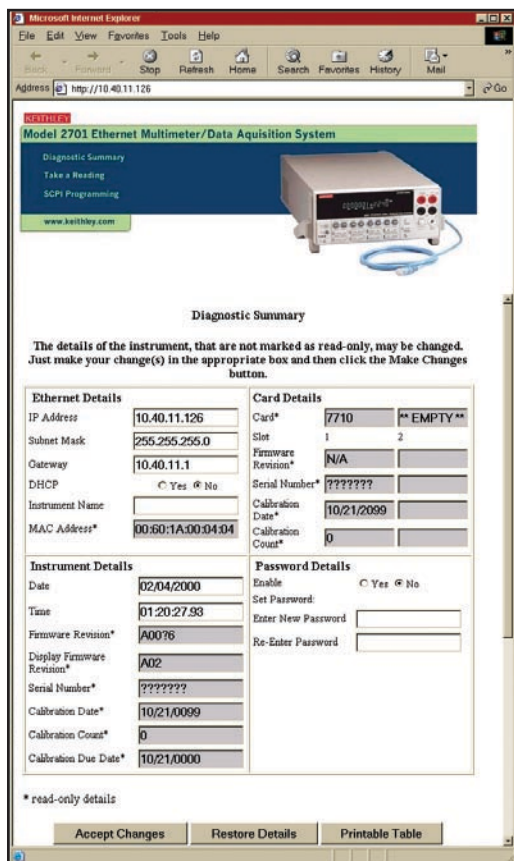 Microsoft Internet Explorer
File Edit View Favorites Tools Help
Back Forward Stop Refresh Home Search Favorites History Mail
Address http://10.40.11.126 Go
KEITHLEY
Model 2701 Ethernet Multimeter/Data Aquisition System
Diagnostic Summary
Take a Reading
SCPI Programming
www.keithley.com
Diagnostic Summary
The details of the instrument, that are not marked as read-only, may be changed.
Just make your change(s) in the appropriate box and then click the Make Changes
button.
Ethernet Details
IP Address 10.40.11.126
Subnet Mask 255.255.255.0
Gateway 10.40.11.1
DHCP Yes No
Instrument Name
MAC Address* 00:60:1A:00:04:04
Card Details
Card* 7710 ** EMPTY **
Slot 1 2
Firmware
Revision* N/A
Serial Number* ???????
Calibration
Date* 10/21/2099
Calibration
Count* 0
Instrument Details
Date 02/04/2000
Time 01:20:27.93
Firmware Revision* A00?6
Display Firmware
Revision* A02
Serial Number* ???????
Calibration Date* 10/21/0099
Calibration Count* 0
Calibration Due Date* 10/21/0000
Password Details
Enable Yes No
Set Password:
Enter New Password
Re-Enter Password
* read-only details
Accept Changes Restore Details Printable Table